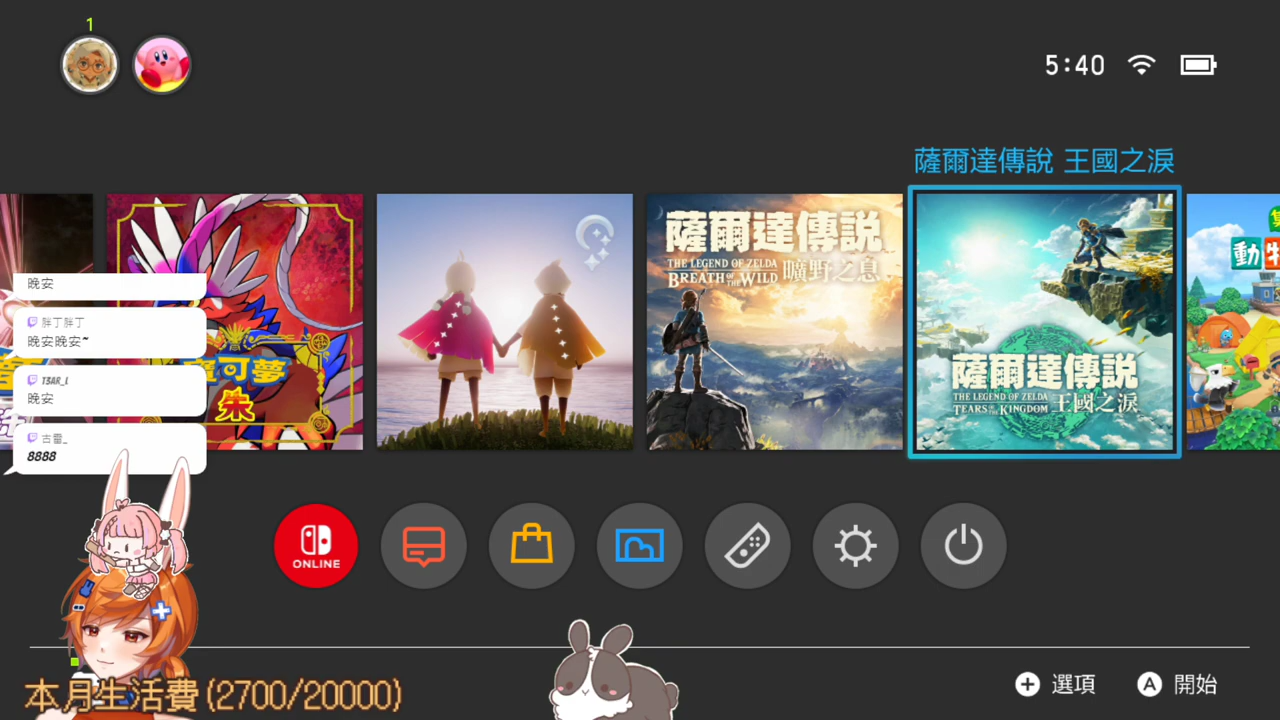 1
5:40
薩爾達傳說 王國之淚
晚安
胖丁胖丁
晚安晚安~
T3AR_L
晚安
古雷_
8888
可夢
朱
薩爾達傳説
THE LEGEND OF ZELDA
BREATH OF THE WILD
曠野之息
薩爾達傳説
THE LEGEND OF ZELDA
TEARS OF THE KINGDOM
王國之淚
動
ONLINE
本月生活費(2700/20000)
+ 選項
A 開始